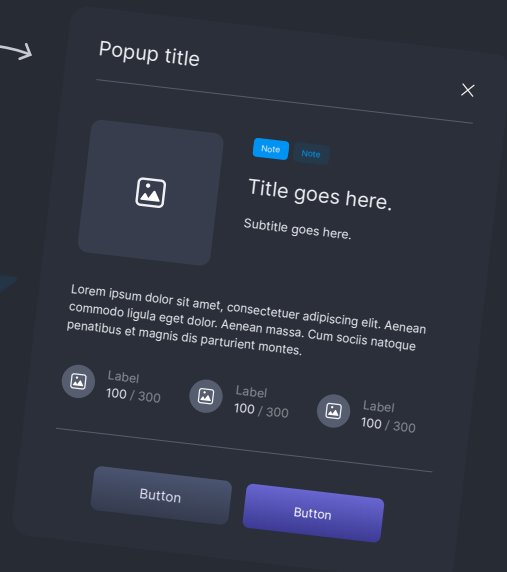 Popup title
Note Note
Title goes here.
Subtitle goes here.
Lorem ipsum dolor sit amet, consectetuer adipiscing elit. Aenean
commodo ligula eget dolor. Aenean massa. Cum sociis natoque
penatibus et magnis dis parturient montes.
Label Label Label
100 / 300 100 / 300 100 / 300
Button Button